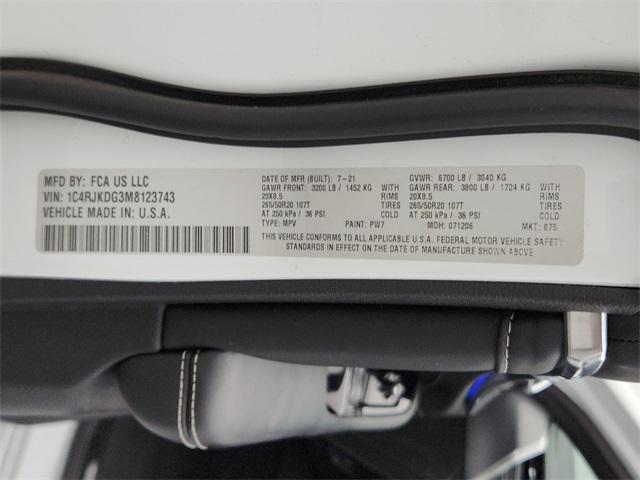 MFD BY: FCA US LLC
VIN: 1C4RJKDG3M8123743
VEHICLE MADE IN U.S.A.
DATE OF MFR (BUILT): 7-21 GVWR: 6700 LB / 3040 KG
GAWR FRONT: 3200 LB / 1452 KG WITH GAWR REAR: 3800 LB / 1724 KG WITH
20X8.5 RIMS 20X8.5 RIMS
265/50R20 107T TIRES 265/50R20 107T TIRES
AT 250 kPa / 36 PSI COLD AT 250 kPa / 36 PSI COLD
TYPE: MPV PAINT: PW7 MDH: 071206 MKT: 875
THIS VEHICLE CONFORMS TO ALL APPLICABLE U.S.A. FEDERAL MOTOR VEHICLE SAFETY
STANDARDS IN EFFECT ON THE DATE OF MANUFACTURE SHOWN ABOVE